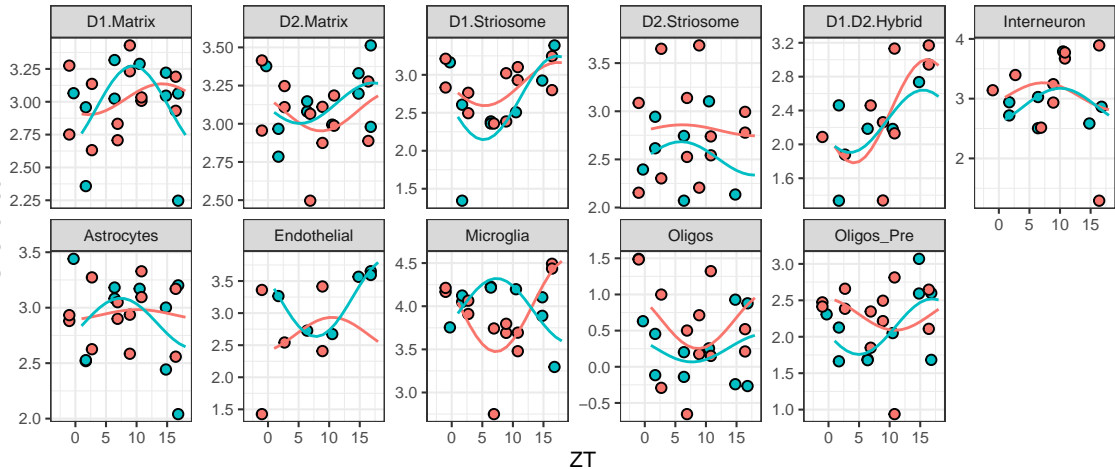 D1.Matrix D2.Matrix D1.Striosome D2.Striosome D1.D2.Hybrid Interneuron
3.25 3.00 2.75 2.50 2.25
3.50 3.25 3.00 2.75 2.50
3.0 2.5 2.0 1.5
3.5 3.0 2.5 2.0
3.2 2.8 2.4 2.0 1.6
4 3 2
0 5 10 15
Astrocytes Endothelial Microglia Oligos Oligos_Pre
3.5 3.0 2.5 2.0
3.5 3.0 2.5 2.0 1.5
4.5 4.0 3.5 3.0
1.5 1.0 0.5 0.0 −0.5
3.0 2.5 2.0 1.5 1.0
0 5 10 15 0 5 10 15 0 5 10 15 0 5 10 15 0 5 10 15
ZT